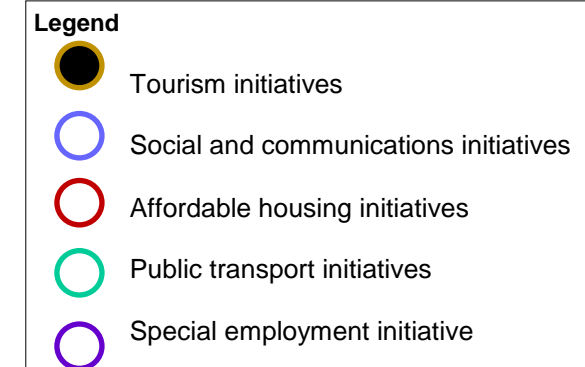 Legend
Tourism initiatives
Social and communications initiatives
Affordable housing initiatives
Public transport initiatives
Special employment initiative